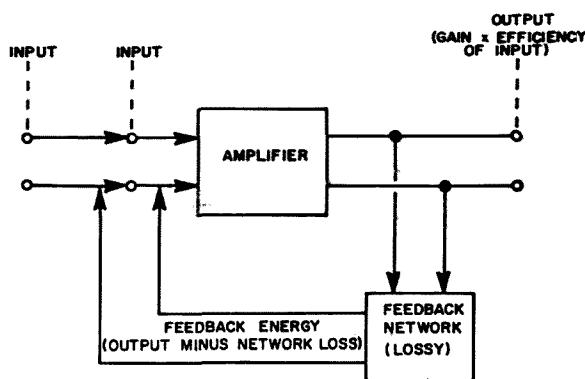 OUTPUT
(GAIN x EFFICIENCY
OF INPUT)
INPUT
INPUT
AMPLIFIER
FEEDBACK ENERGY
(OUTPUT MINUS NETWORK LOSS)
FEEDBACK
NETWORK
(LOSSY)